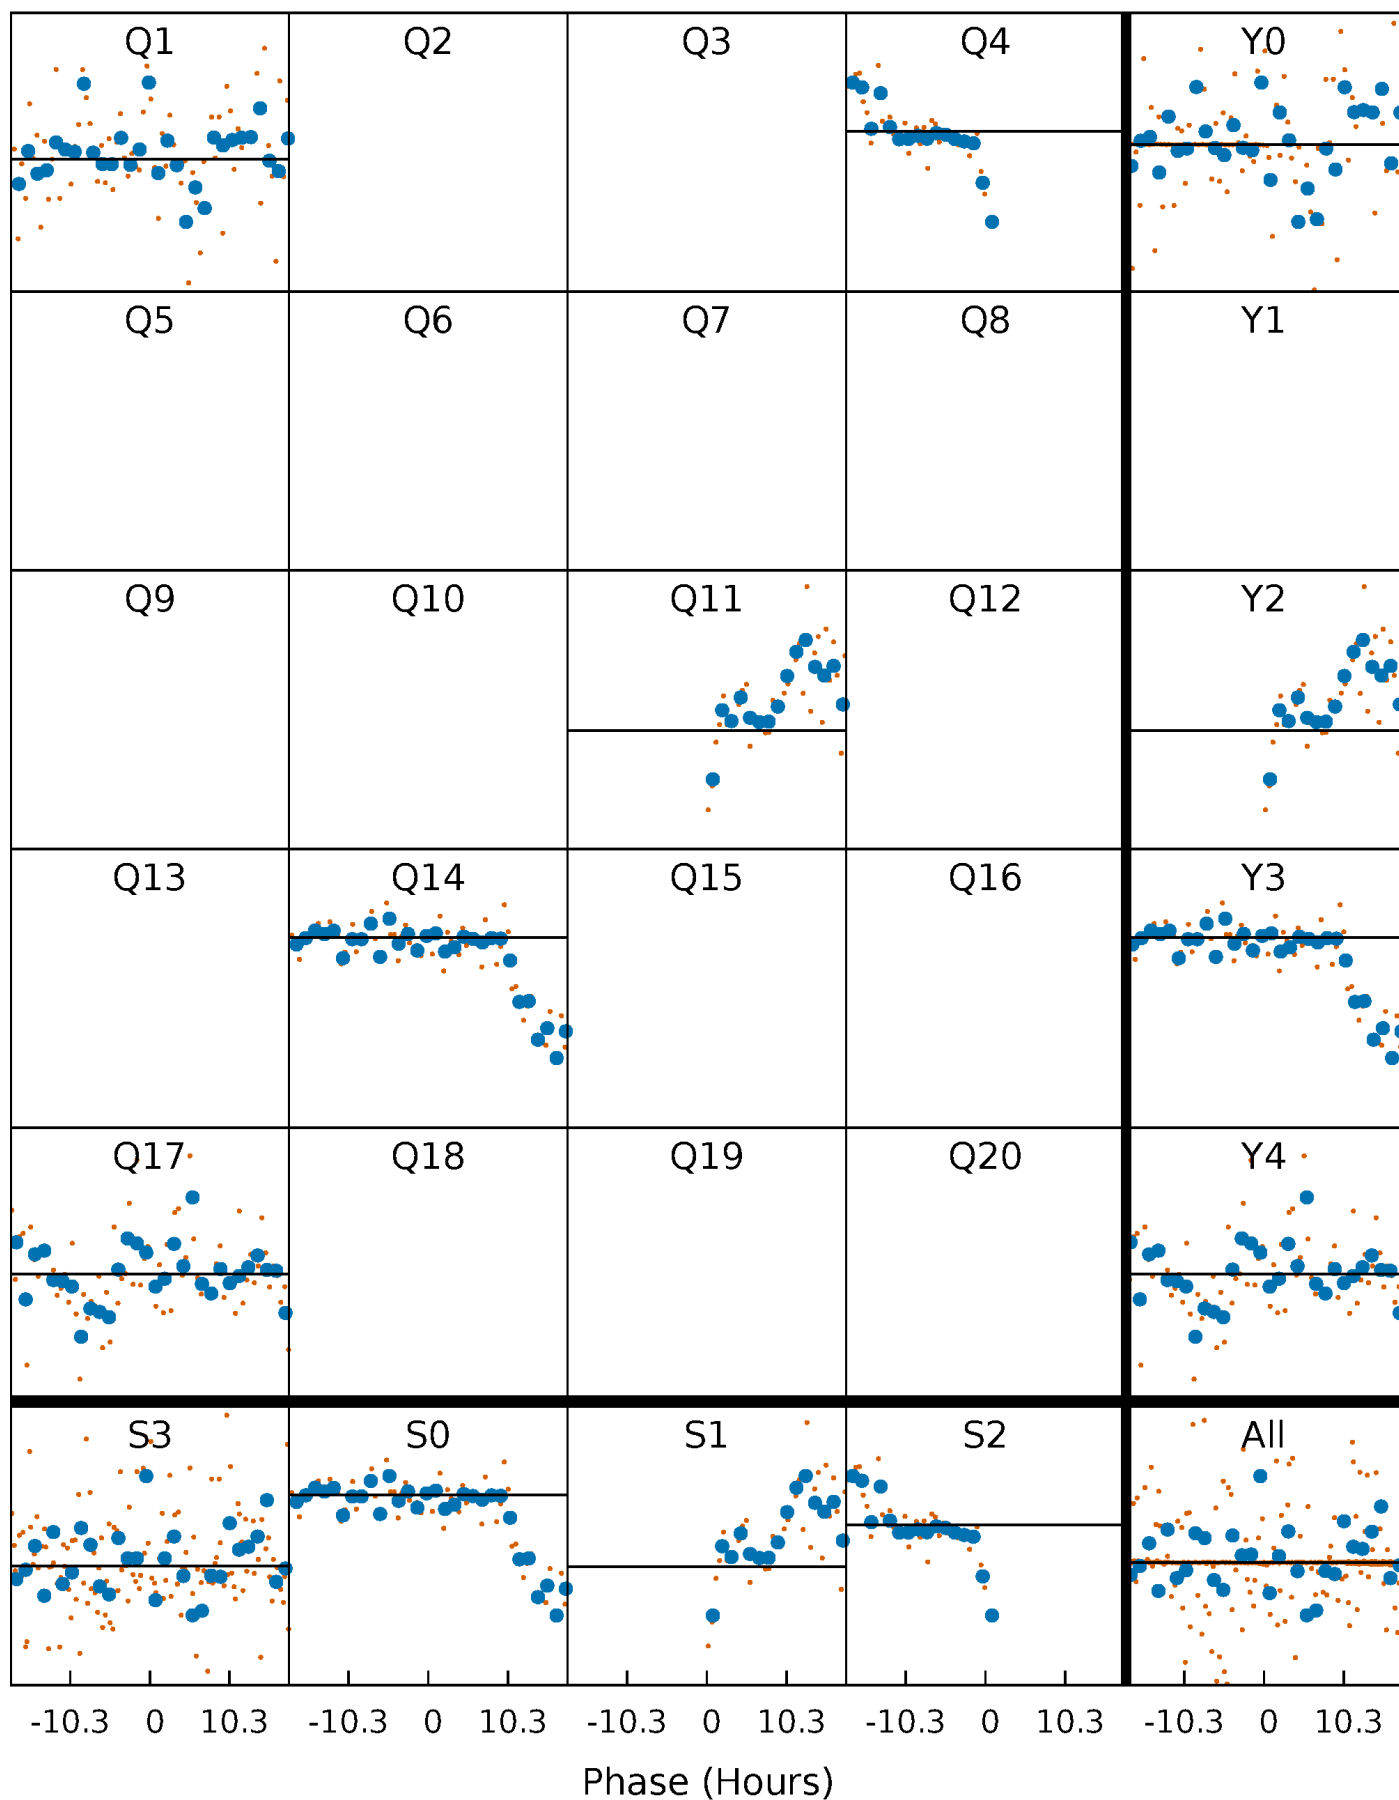 Q1 Q2 Q3 Q4 Y0
Q5 Q6 Q7 Q8 Y1
Q9 Q10 Q11 Q12 Y2
Q13 Q14 Q15 Q16 Y3
Q17 Q18 Q19 Q20 Y4
S3 S0 S1 S2 All
-10.3 0 10.3 -10.3 0 10.3 -10.3 0 10.3 -10.3 0 10.3 -10.3 0 10.3
Phase (Hours)